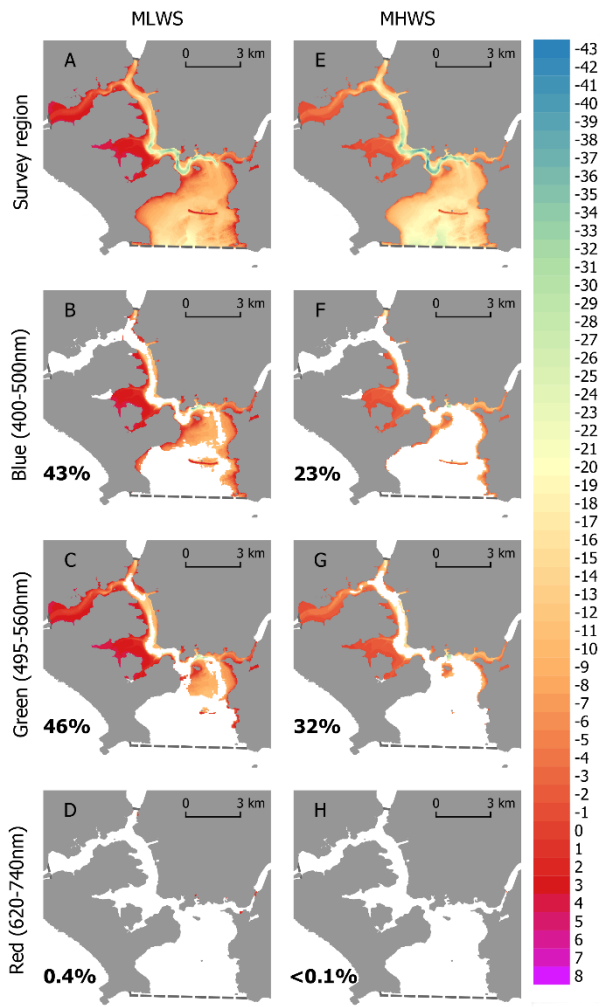 MLWS
MHWS
Survey region
A
0 3 km
E
0 3 km
Blue (400-500nm)
B
0 3 km
43%
F
0 3 km
23%
Green (495-560nm)
C
0 3 km
46%
G
0 3 km
32%
Red (620-740nm)
D
0 3 km
0.4%
H
0 3 km
<0.1%
-43
-42
-41
-40
-39
-38
-37
-36
-35
-34
-33
-32
-31
-30
-29
-28
-27
-26
-25
-24
-23
-22
-21
-20
-19
-18
-17
-16
-15
-14
-13
-12
-11
-10
-9
-8
-7
-6
-5
-4
-3
-2
-1
0
1
2
3
4
5
6
7
8